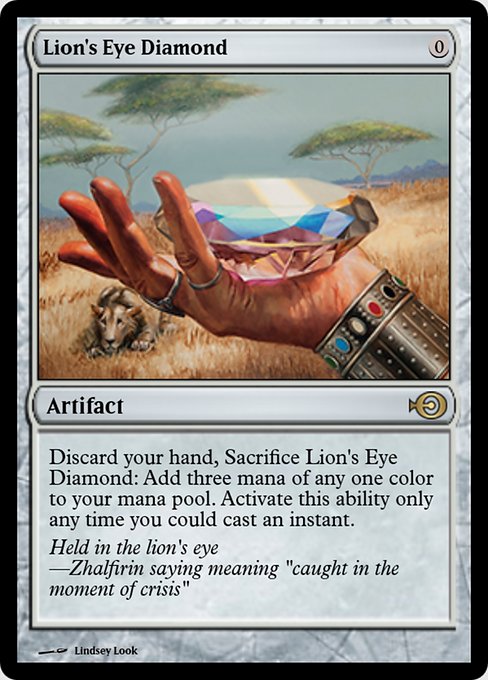 Lion's Eye Diamond 0
Artifact
Discard your hand, Sacrifice Lion's Eye
Diamond: Add three mana of any one color
to your mana pool. Activate this ability only
any time you could cast an instant.
Held in the lion's eye
—Zhalfirin saying meaning "caught in the
moment of crisis"
Lindsey Look